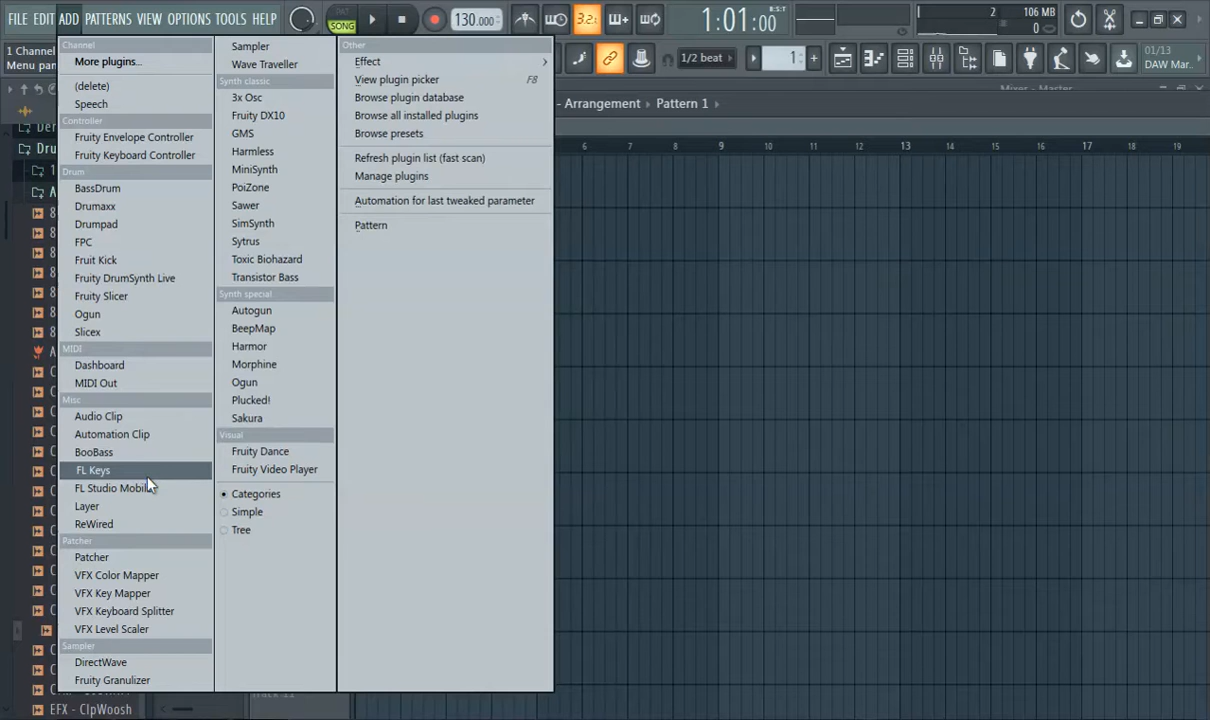 FILE EDIT ADD PATTERNS VIEW OPTIONS TOOLS HELP
SONG
130.000
3.2:
1:01:00
2
106 MB
0
1 Channel
Menu pan
1/2 beat
1
01/13
DAW Mar..
Mixer - Master
- Arrangement › Pattern 1 ›
6 7 8 9 10 11 12 13 14 15 16 17 18 19
Channel
More plugins...
(delete)
Speech
Controller
Fruity Envelope Controller
Fruity Keyboard Controller
Drum
BassDrum
Drumaxx
Drumpad
FPC
Fruit Kick
Fruity DrumSynth Live
Fruity Slicer
Ogun
Slicex
MIDI
Dashboard
MIDI Out
Misc
Audio Clip
Automation Clip
BooBass
FL Keys
FL Studio Mobile
Layer
ReWired
Patcher
Patcher
VFX Color Mapper
VFX Key Mapper
VFX Keyboard Splitter
VFX Level Scaler
Sampler
DirectWave
Fruity Granulizer
Sampler
Wave Traveller
Synth classic
3x Osc
Fruity DX10
GMS
Harmless
MiniSynth
PoiZone
Sawer
SimSynth
Sytrus
Toxic Biohazard
Transistor Bass
Synth special
Autogun
BeepMap
Harmor
Morphine
Ogun
Plucked!
Sakura
Visual
Fruity Dance
Fruity Video Player
Categories
Simple
Tree
Other
Effect
View plugin picker F8
Browse plugin database
Browse all installed plugins
Browse presets
Refresh plugin list (fast scan)
Manage plugins
Automation for last tweaked parameter
Pattern
EFX - ClpWoosh